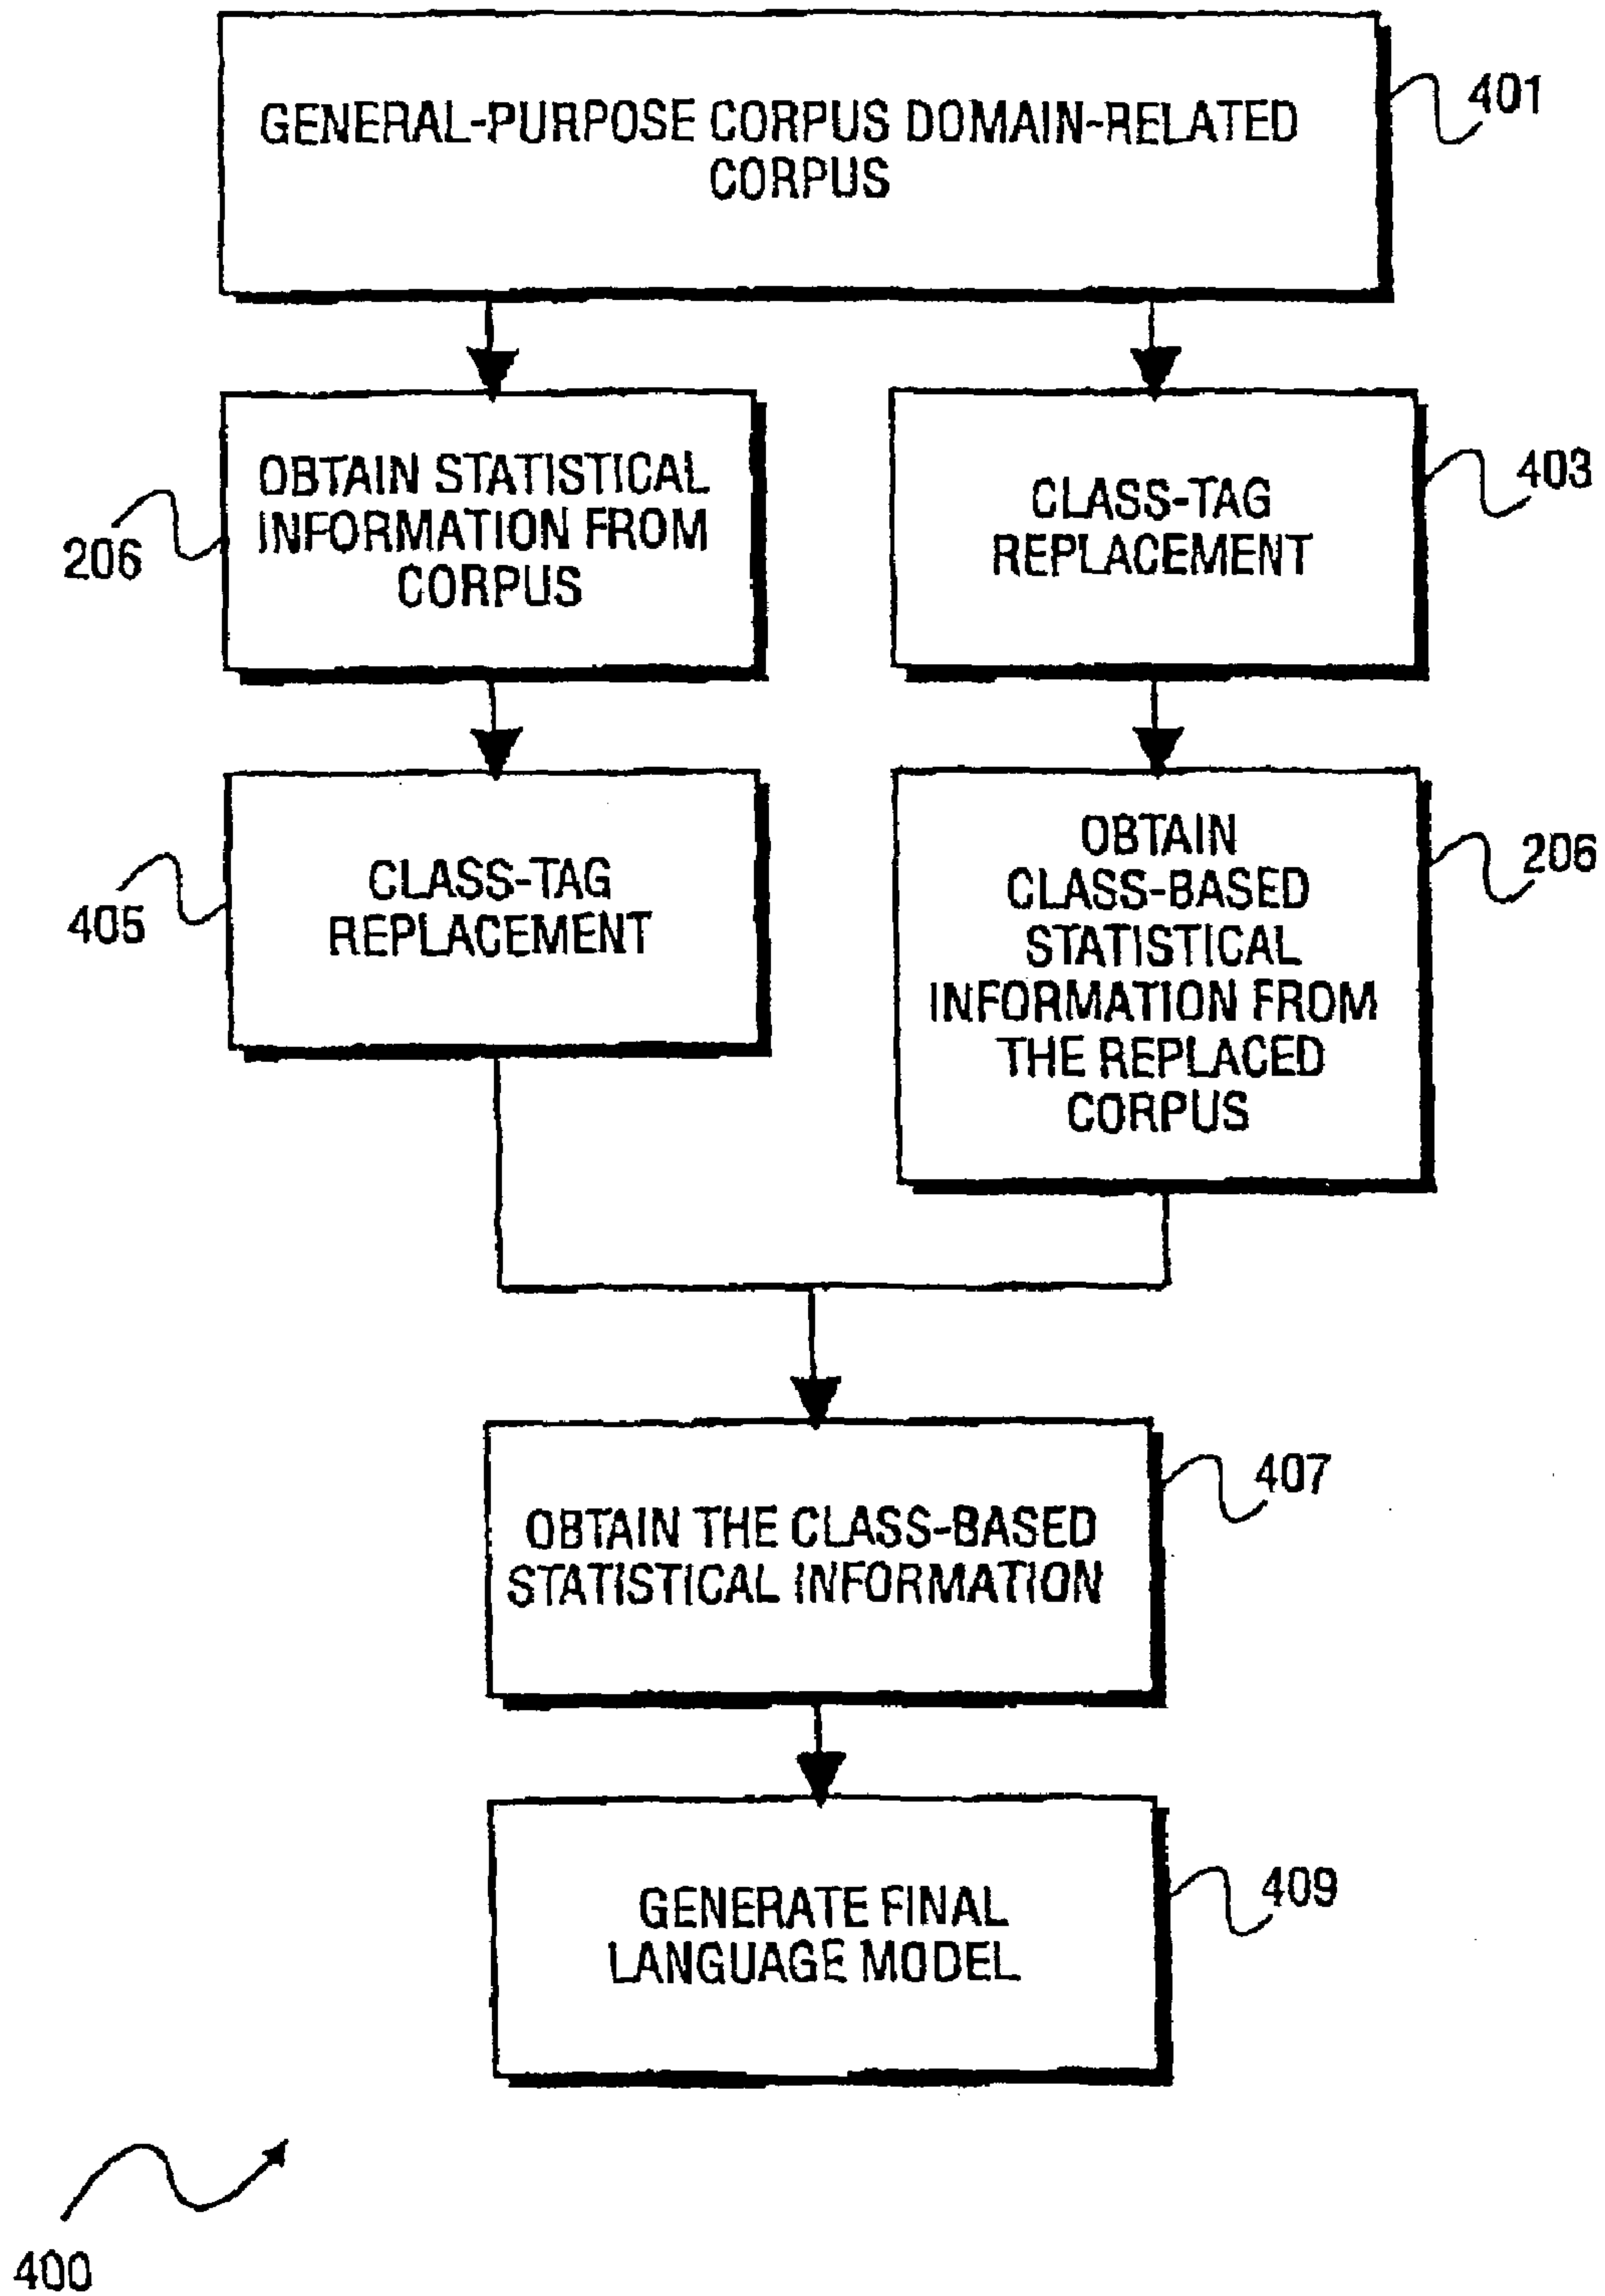 GENERAL-PURPOSE CORPUS DOMAIN-RELATED
CORPUS
401
OBTAIN STATISTICAL
INFORMATION FROM
CORPUS
206
CLASS-TAG
REPLACEMENT
403
CLASS-TAG
REPLACEMENT
405
OBTAIN
CLASS-BASED
STATISTICAL
INFORMATION FROM
THE REPLACED
CORPUS
206
OBTAIN THE CLASS-BASED
STATISTICAL INFORMATION
407
GENERATE FINAL
LANGUAGE MODEL
409
400